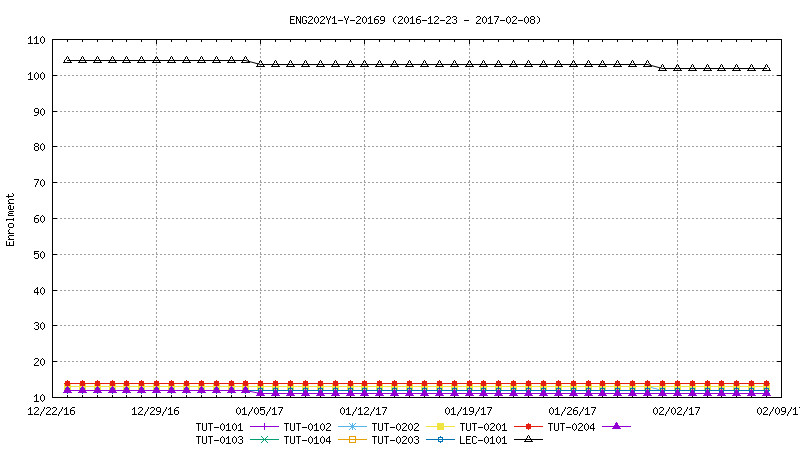 ENG202Y1-Y-20169 (2016-12-23 - 2017-02-08)
110
100
90
80
70
60
50
40
30
20
10
Enrolment
12/22/16 12/29/16 01/05/17 01/12/17 01/19/17 01/26/17 02/02/17 02/09/1
TUT-0101 TUT-0102 TUT-0202 TUT-0201 TUT-0204
TUT-0103 TUT-0104 TUT-0203 LEC-0101